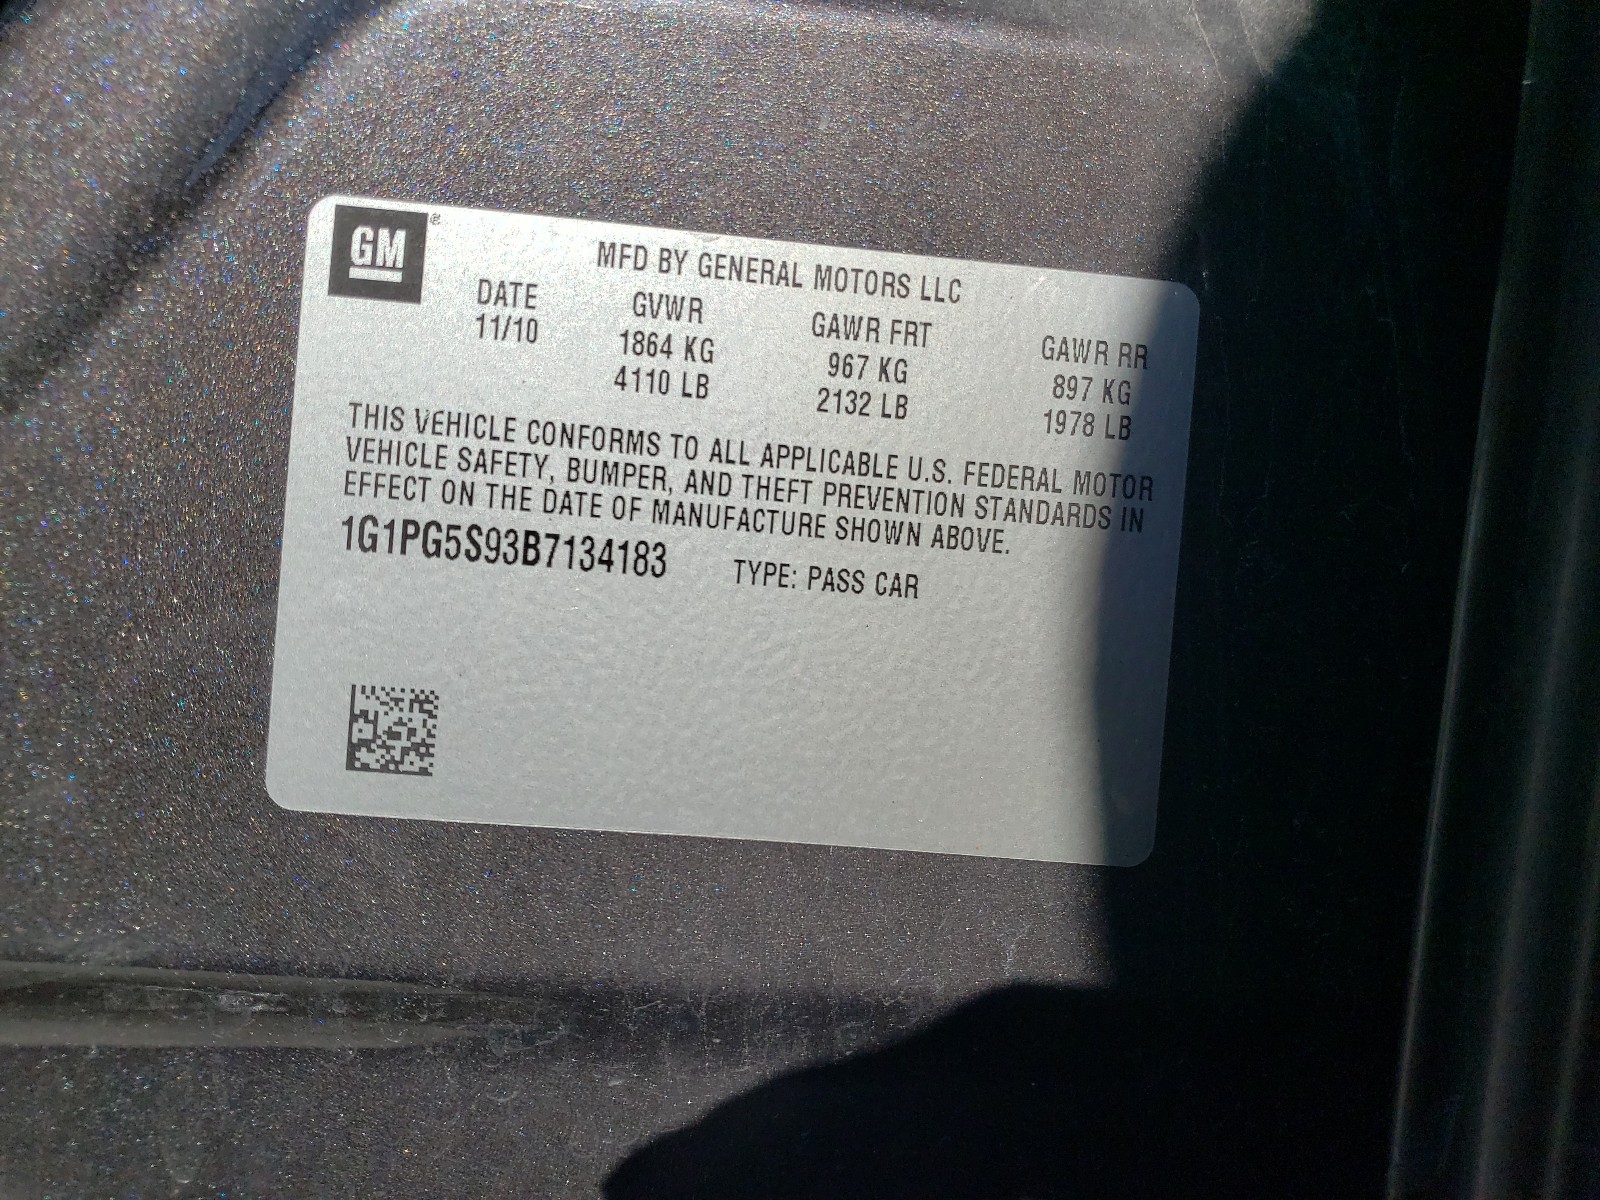 GM ®
MFD BY GENERAL MOTORS LLC
DATE GVWR GAWR FRT GAWR RR
11/10 1864 KG 967 KG 897 KG
4110 LB 2132 LB 1978 LB
THIS VEHICLE CONFORMS TO ALL APPLICABLE U.S. FEDERAL MOTOR
VEHICLE SAFETY, BUMPER, AND THEFT PREVENTION STANDARDS IN
EFFECT ON THE DATE OF MANUFACTURE SHOWN ABOVE.
1G1PG5S93B7134183 TYPE: PASS CAR